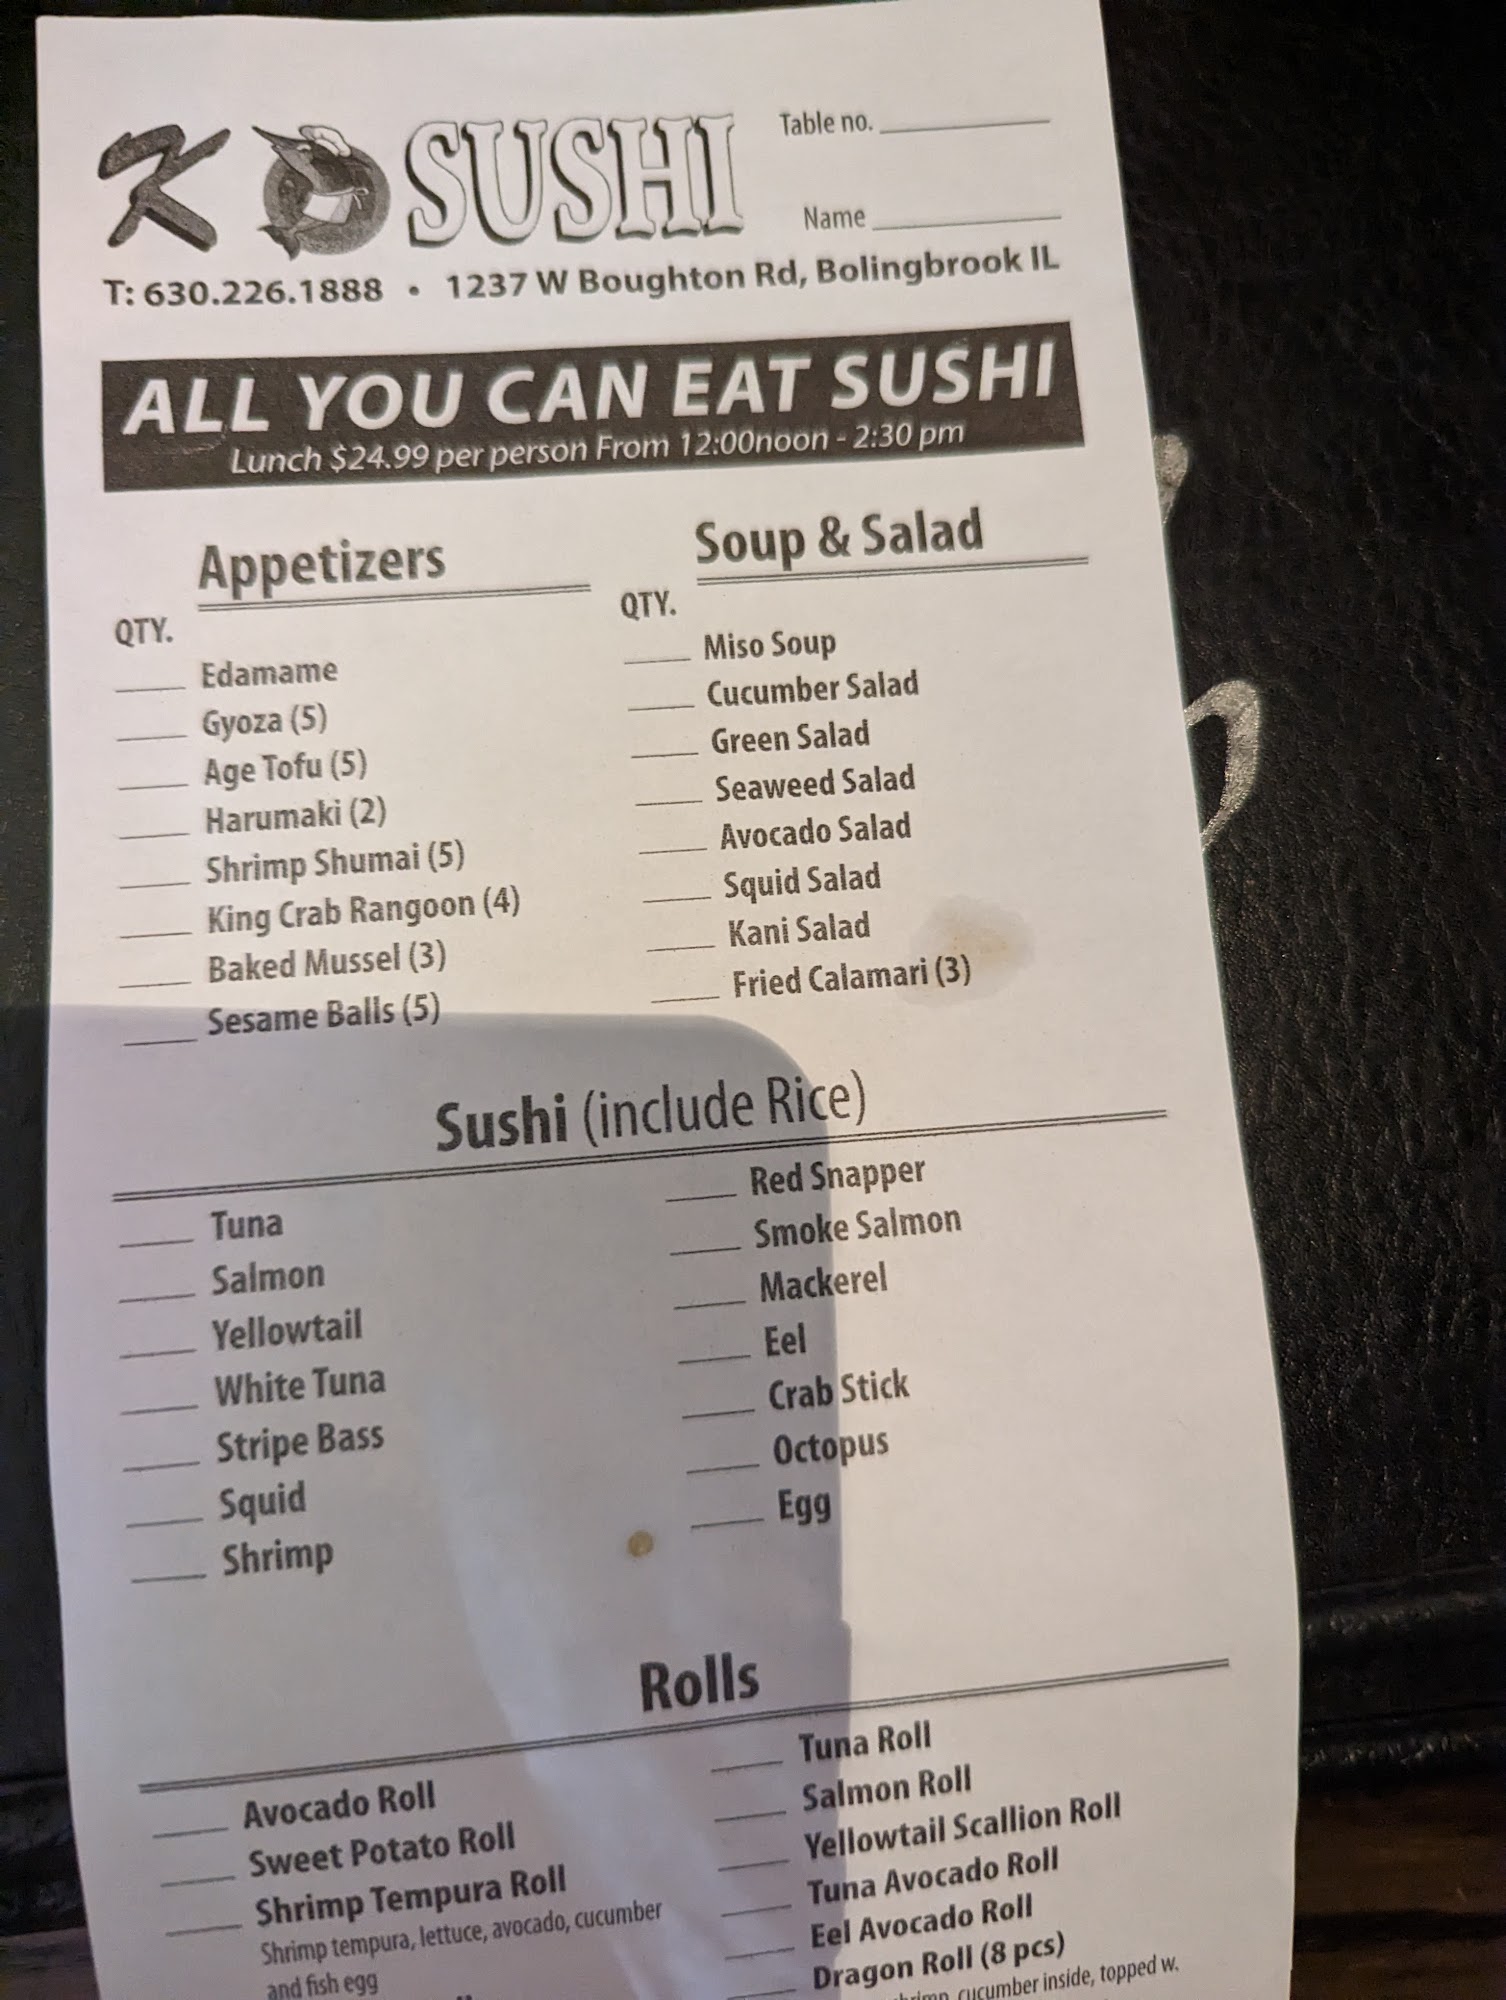 K SUSHI
Table no.
Name
T: 630.226.1888 • 1237 W Boughton Rd, Bolingbrook IL
ALL YOU CAN EAT SUSHI
Lunch $24.99 per person From 12:00noon - 2:30 pm
Appetizers
QTY.
Edamame
Gyoza (5)
Age Tofu (5)
Harumaki (2)
Shrimp Shumai (5)
King Crab Rangoon (4)
Baked Mussel (3)
Sesame Balls (5)
Soup & Salad
QTY.
Miso Soup
Cucumber Salad
Green Salad
Seaweed Salad
Avocado Salad
Squid Salad
Kani Salad
Fried Calamari (3)
Sushi (include Rice)
Tuna
Salmon
Yellowtail
White Tuna
Stripe Bass
Squid
Shrimp
Red Snapper
Smoke Salmon
Mackerel
Eel
Crab Stick
Octopus
Egg
Rolls
Avocado Roll
Sweet Potato Roll
Shrimp Tempura Roll
Shrimp tempura, lettuce, avocado, cucumber
and fish egg
Tuna Roll
Salmon Roll
Yellowtail Scallion Roll
Tuna Avocado Roll
Eel Avocado Roll
Dragon Roll (8 pcs)
cucumber inside, topped w.